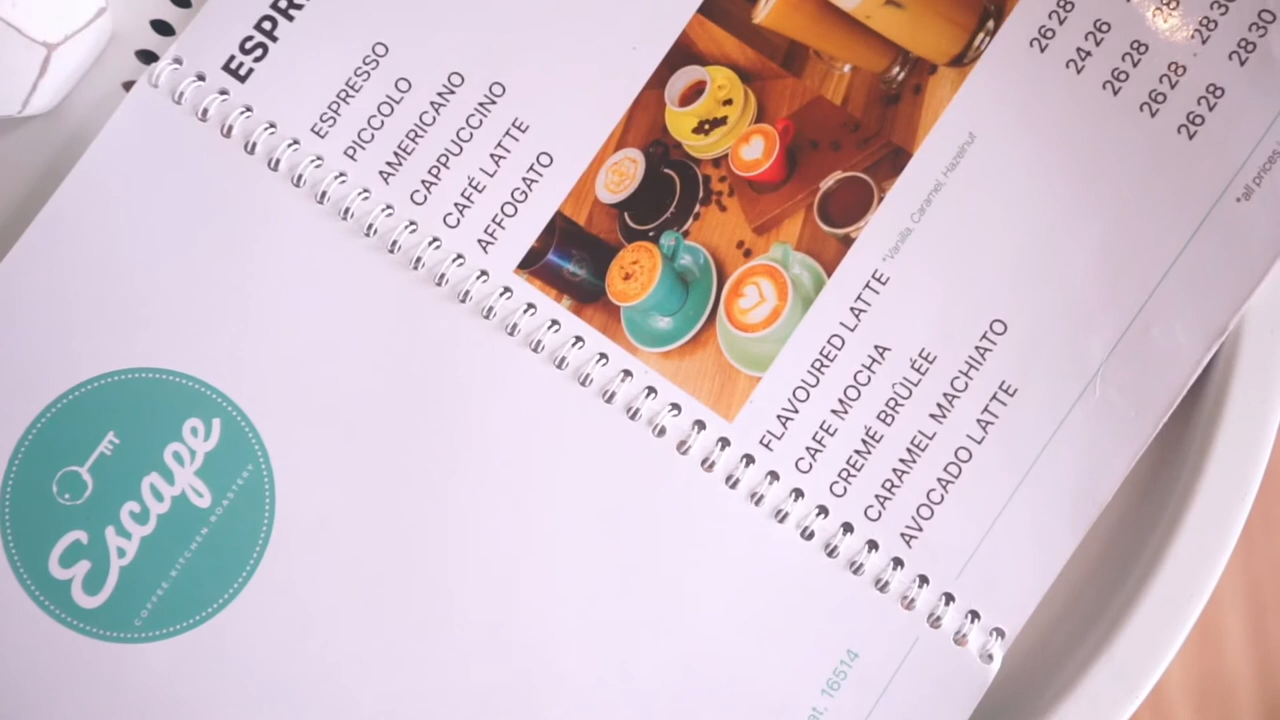 ESPR
ESPRESSO
PICCOLO
AMERICANO
CAPPUCCINO
CAFÉ LATTE
AFFOGATO
FLAVOURED LATTE *Vanilla, Caramel, Hazelnut
CAFE MOCHA
CREMÉ BRÛLÉE
CARAMEL MACHIATO
AVOCADO LATTE
26 28
24 26 28
26 28 28 30
26 28 28 30
26 28
*all prices
Escape
COFFEE.KITCHEN.ROASTERY
at. 16514